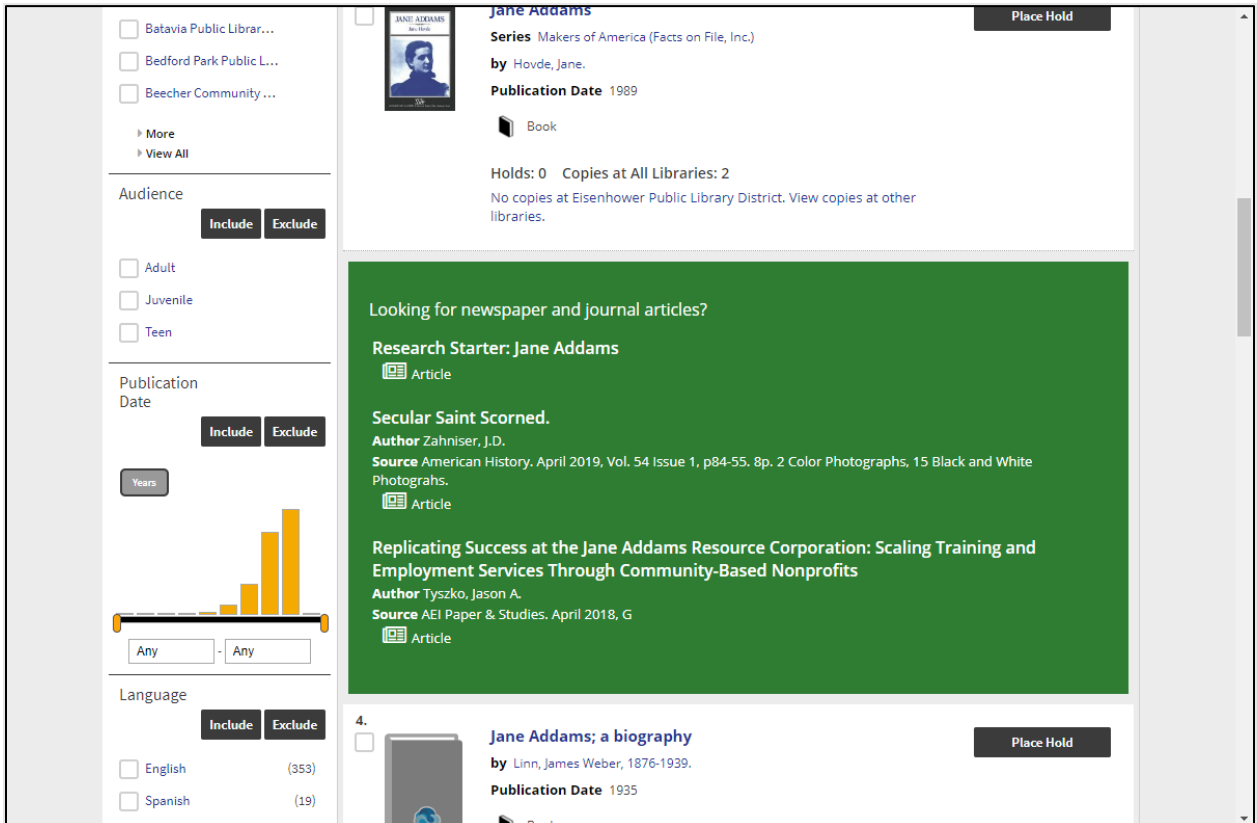 Batavia Public Librar...
Bedford Park Public L...
Beecher Community ...
More
View All
Audience
Include Exclude
Adult
Juvenile
Teen
Publication
Date
Include Exclude
Years
Any - Any
Language
Include Exclude
English (353)
Spanish (19)
JANE ADDAMS
Jane Hovde
Jane Addams
Place Hold
Series Makers of America (Facts on File, Inc.)
by Hovde, Jane.
Publication Date 1989
Book
Holds: 0 Copies at All Libraries: 2
No copies at Eisenhower Public Library District. View copies at other
libraries.
Looking for newspaper and journal articles?
Research Starter: Jane Addams
Article
Secular Saint Scorned.
Author Zahniser, J.D.
Source American History. April 2019, Vol. 54 Issue 1, p84-55. 8p. 2 Color Photographs, 15 Black and White
Photograhs.
Article
Replicating Success at the Jane Addams Resource Corporation: Scaling Training and
Employment Services Through Community-Based Nonprofits
Author Tyszko, Jason A.
Source AEI Paper & Studies. April 2018, G
Article
4.
Jane Addams; a biography
Place Hold
by Linn, James Weber, 1876-1939.
Publication Date 1935